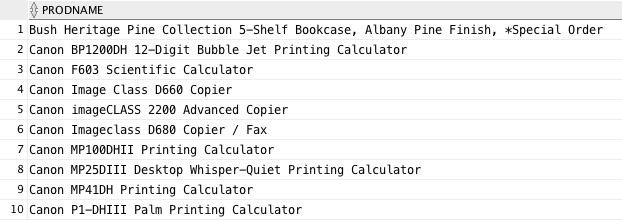 PRODNAME
1 Bush Heritage Pine Collection 5-Shelf Bookcase, Albany Pine Finish, *Special Order
2 Canon BP1200DH 12-Digit Bubble Jet Printing Calculator
3 Canon F603 Scientific Calculator
4 Canon Image Class D660 Copier
5 Canon imageCLASS 2200 Advanced Copier
6 Canon Imageclass D680 Copier / Fax
7 Canon MP100DHII Printing Calculator
8 Canon MP25DIII Desktop Whisper-Quiet Printing Calculator
9 Canon MP41DH Printing Calculator
10 Canon P1-DHIII Palm Printing Calculator